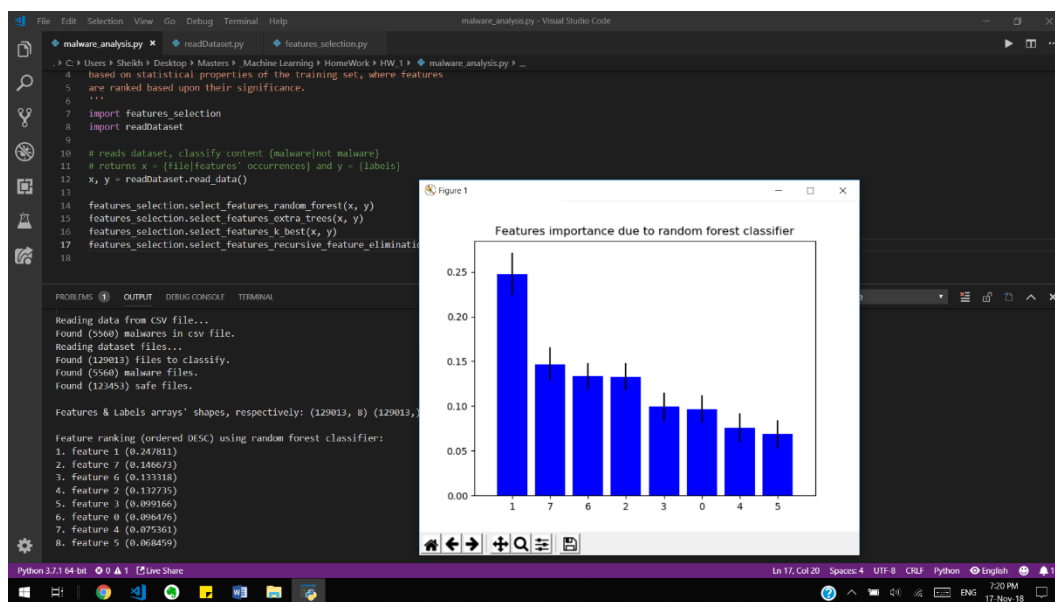 File Edit Selection View Go Debug Terminal Help malware_analysis.py - Visual Studio Code
malware_analysis.py × readDataset.py features_selection.py
C: › Users › Sheikh › Desktop › Masters › _Machine Learning › HomeWork › HW_1 › malware_analysis.py › ...
4 based on statistical properties of the training set, where features
5 are ranked based upon their significance.
6 '''
7 import features_selection
8 import readDataset
9
10 # reads dataset, classify content {malware|not malware}
11 # returns x = {file|features' occurrences} and y = {labels}
12 x, y = readDataset.read_data()
13
14 features_selection.select_features_random_forest(x, y)
15 features_selection.select_features_extra_trees(x, y)
16 features_selection.select_features_k_best(x, y)
17 features_selection.select_features_recursive_feature_eliminatio
18
PROBLEMS 1 OUTPUT DEBUG CONSOLE TERMINAL
Reading data from CSV file...
Found (5560) malwares in csv file.
Reading dataset files...
Found (129013) files to classify.
Found (5560) malware files.
Found (123453) safe files.
Features & Labels arrays' shapes, respectively: (129013, 8) (129013,)
Feature ranking (ordered DESC) using random forest classifier:
1. feature 1 (0.247811)
2. feature 7 (0.146673)
3. feature 6 (0.133318)
4. feature 2 (0.132735)
5. feature 3 (0.099166)
6. feature 0 (0.096476)
7. feature 4 (0.075361)
8. feature 5 (0.068459)
Figure 1
Features importance due to random forest classifier
0.25
0.20
0.15
0.10
0.05
0.00
1 7 6 2 3 0 4 5
Python 3.7.1 64-bit 0 1 Live Share Ln 17, Col 20 Spaces: 4 UTF-8 CRLF Python English 1
ENG 7:20 PM
17-Nov-18